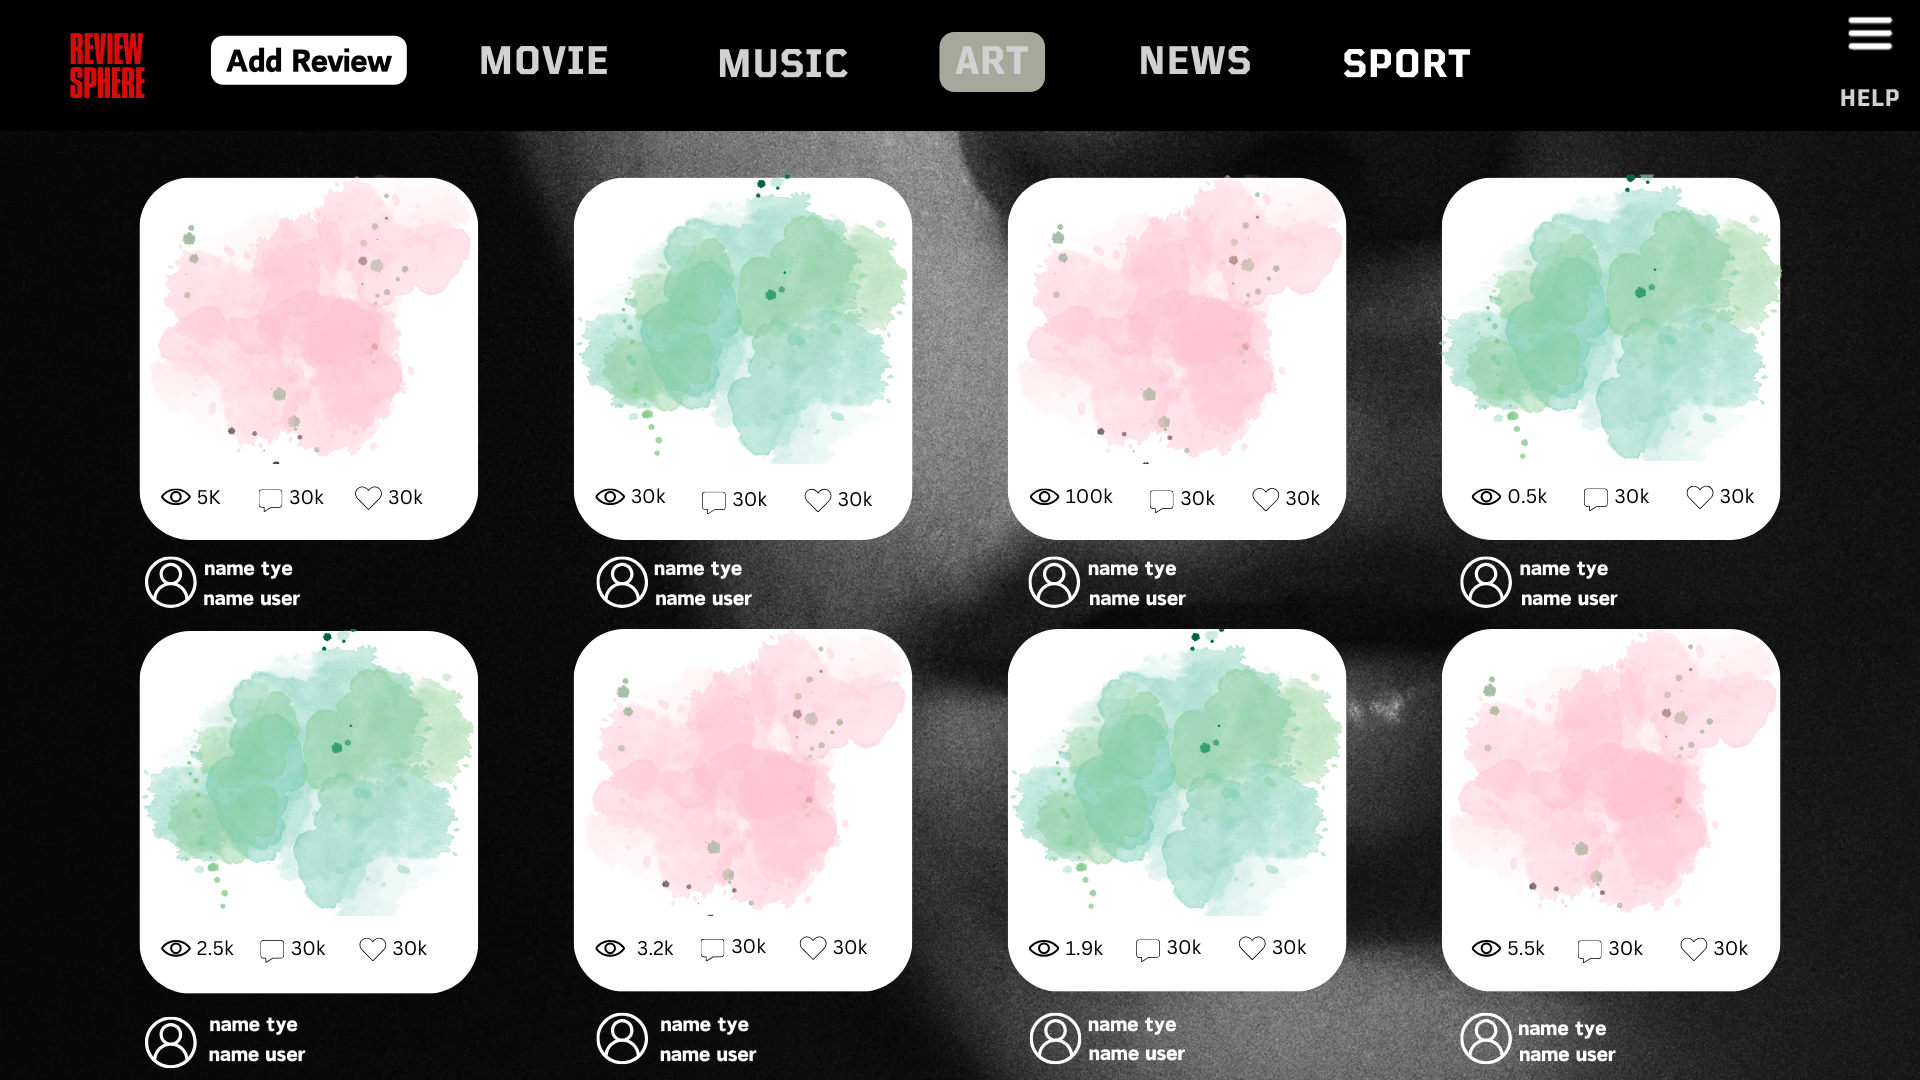 REVIEW
SPHERE
Add Review
MOVIE
MUSIC
ART
NEWS
SPORT
HELP
5K 30k 30k
30k 30k 30k
100k 30k 30k
0.5k 30k 30k
name tye
name user
name tye
name user
name tye
name user
name tye
name user
2.5k 30k 30k
3.2k 30k 30k
1.9k 30k 30k
5.5k 30k 30k
name tye
name user
name tye
name user
name tye
name user
name tye
name user